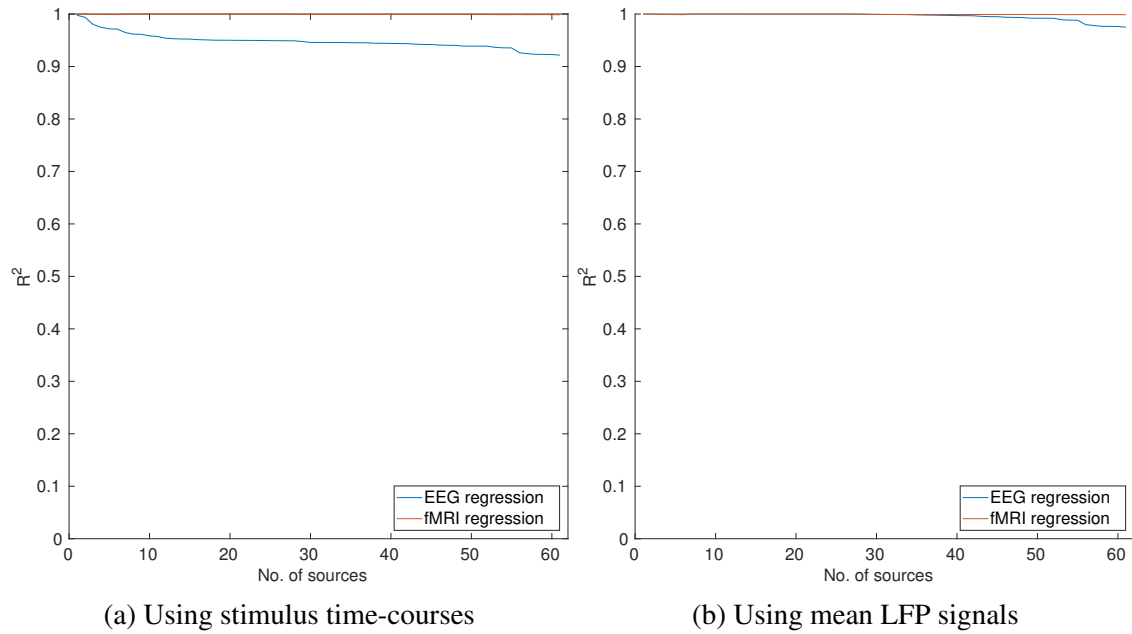 1
0.9
0.8
0.7
0.6
0.5
0.4
0.3
0.2
0.1
0
R2
0 10 20 30 40 50 60
No. of sources
EEG regression
fMRI regression
(a) Using stimulus time-courses
1
0.9
0.8
0.7
0.6
0.5
0.4
0.3
0.2
0.1
0
R2
0 10 20 30 40 50 60
No. of sources
EEG regression
fMRI regression
(b) Using mean LFP signals